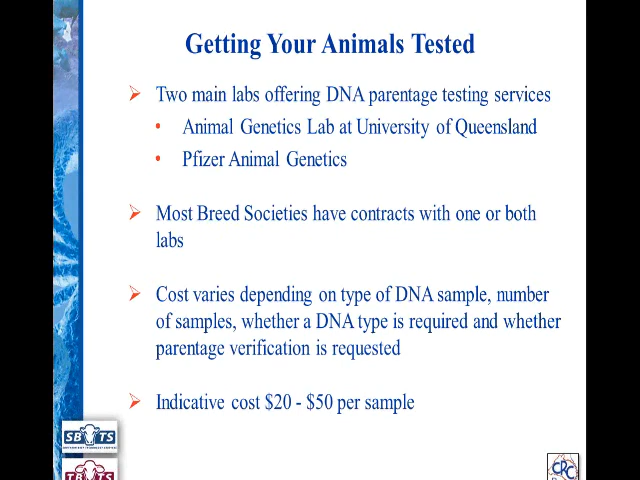 Getting Your Animals Tested
Two main labs offering DNA parentage testing services
Animal Genetics Lab at University of Queensland
Pfizer Animal Genetics
Most Breed Societies have contracts with one or both
labs
Cost varies depending on type of DNA sample, number
of samples, whether a DNA type is required and whether
parentage verification is requested
Indicative cost $20 - $50 per sample
SBTS
TBTS
CRC